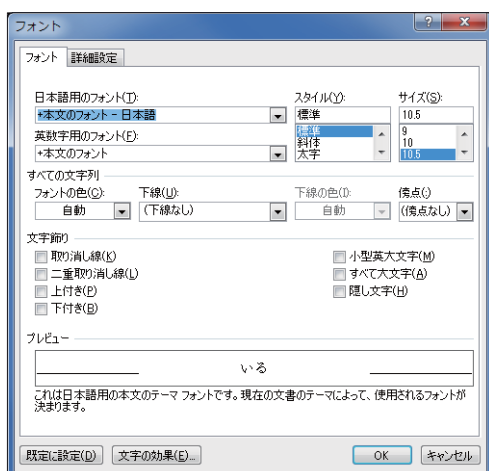 フォント
フォント 詳細設定
日本語用のフォント(T): スタイル(Y): サイズ(S):
+本文のフォント - 日本語 標準 10.5
英数字用のフォント(F): 標準 9
+本文のフォント 斜体 10
太字 10.5
すべての文字列
フォントの色(C): 下線(U): 下線の色(I): 傍点(:)
自動 (下線なし) 自動 (傍点なし)
文字飾り
取り消し線(K) 小型英大文字(M)
二重取り消し線(L) すべて大文字(A)
上付き(P) 隠し文字(H)
下付き(B)
プレビュー
いる
これは日本語用の本文のテーマ フォントです。現在の文書のテーマによって、使用されるフォントが
決まります。
既定に設定(D) 文字の効果(E)... OK キャンセル